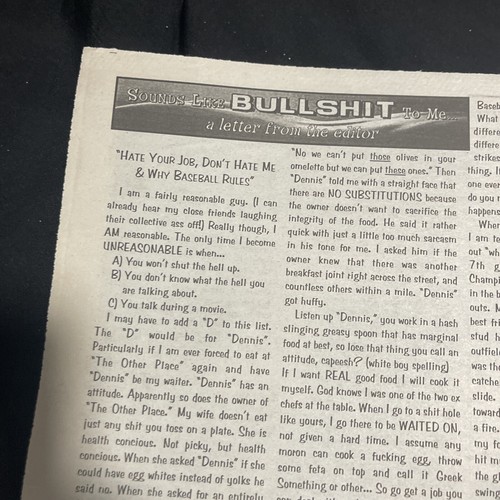 SOUNDS LIKE BULLSHIT TO ME...
a letter from the editor
"HATE YOUR JOB, DON'T HATE ME
& WHY BASEBALL RULES"
I am a fairly reasonable guy. (I can
already hear my close friends laughing
their collective ass off!) Really though, I
AM reasonable. The only time I become
UNREASONABLE is when...
A) You won't shut the hell up.
B) You don't know what the hell you
are talking about.
C) You talk during a movie.
I may have to add a "D" to this list.
The "D" would be for "Dennis".
Particularly if I am ever forced to eat at
"The Other Place" again and have
"Dennis" be my waiter. "Dennis" has an
attitude. Apparently so does the owner of
"The Other Place." My wife doesn't eat
just any shit you toss on a plate. She is
health concious. Not picky, but health
concious. When she asked "Dennis" if she
could have egg whites instead of yolks he
said no. When she asked for an entirely
"No we can't put those olives in your
omelette but we can put these ones." Then
"Dennis" told me with a straight face that
there are NO SUBSTITUTIONS because
the owner doesn't want to sacrifice the
integrity of the food. He said it rather
quick with just a little too much sarcasm
in his tone for me. I asked him if the
owner knew that there was another
breakfast joint right across the street, and
countless others within a mile. "Dennis"
got huffy.
Listen up "Dennis," you work in a hash
slinging greasy spoon that has marginal
food at best, so lose that thing you call an
attitude, capeesh? (white boy spelling)
If I want REAL good food I will cook it
myself. God knows I was one of the two ex
chefs at the table. When I go to a shit hole
like yours, I go there to be WAITED ON,
not given a hard time. I assume any
moron can cook a fucking egg, throw
some feta on top and call it Greek
Something or other... So go get a job you
Baseb
What
differe
differe
strikes
thing. I
one eve
do you r
happens
When
I am te
out "wh
7th g
Champi
in the b
outs. M
best fri
stud h
outfiel
was the
catche
slide.
toward
a fire.
my fo
hit m
the g
swing